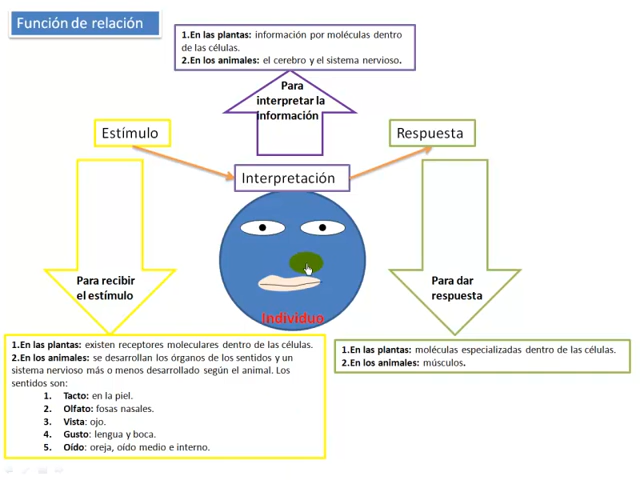 Función de relación
1.En las plantas: información por moléculas dentro
de las células.
2.En los animales: el cerebro y el sistema nervioso.
Para
interpretar la
información
Estímulo
Respuesta
Interpretación
Para recibir
el estímulo
Para dar
respuesta
Individuo
1.En las plantas: existen receptores moleculares dentro de las células.
2.En los animales: se desarrollan los órganos de los sentidos y un
sistema nervioso más o menos desarrollado según el animal. Los
sentidos son:
1. Tacto: en la piel.
2. Olfato: fosas nasales.
3. Vista: ojo.
4. Gusto: lengua y boca.
5. Oído: oreja, oído medio e interno.
1.En las plantas: moléculas especializadas dentro de las células.
2.En los animales: músculos.